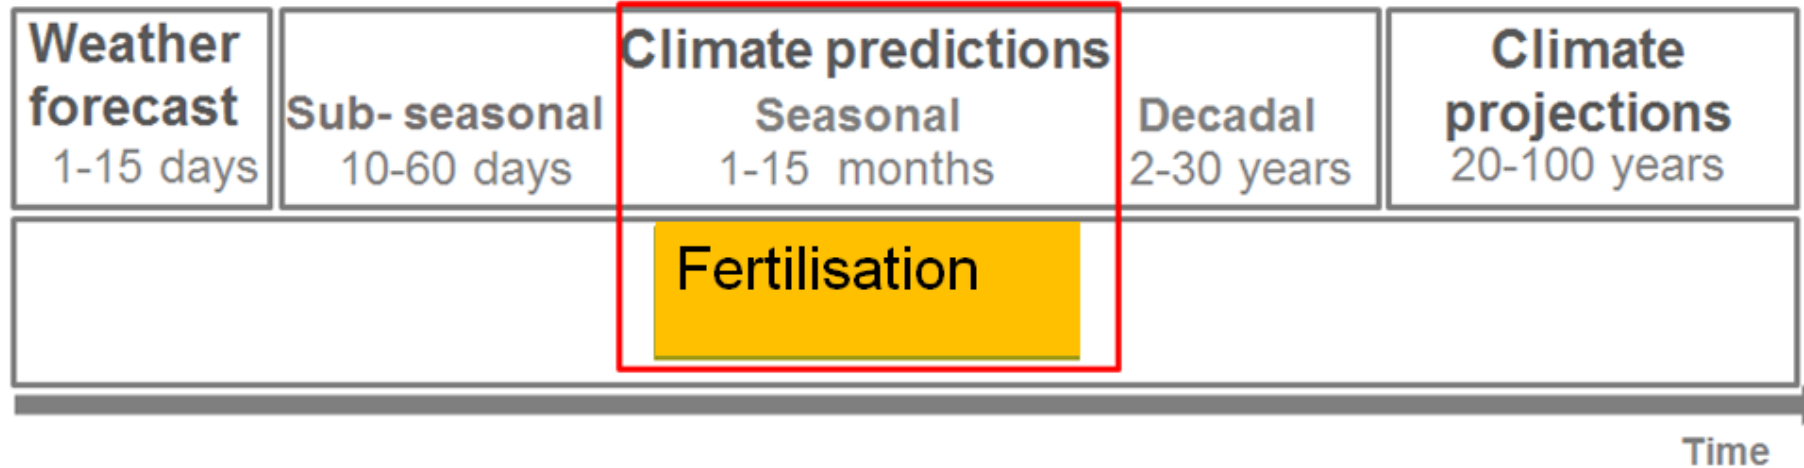 Weather
forecast
1-15 days
Climate predictions
Sub- seasonal
10-60 days
Seasonal
1-15 months
Decadal
2-30 years
Climate
projections
20-100 years
Fertilisation
Time